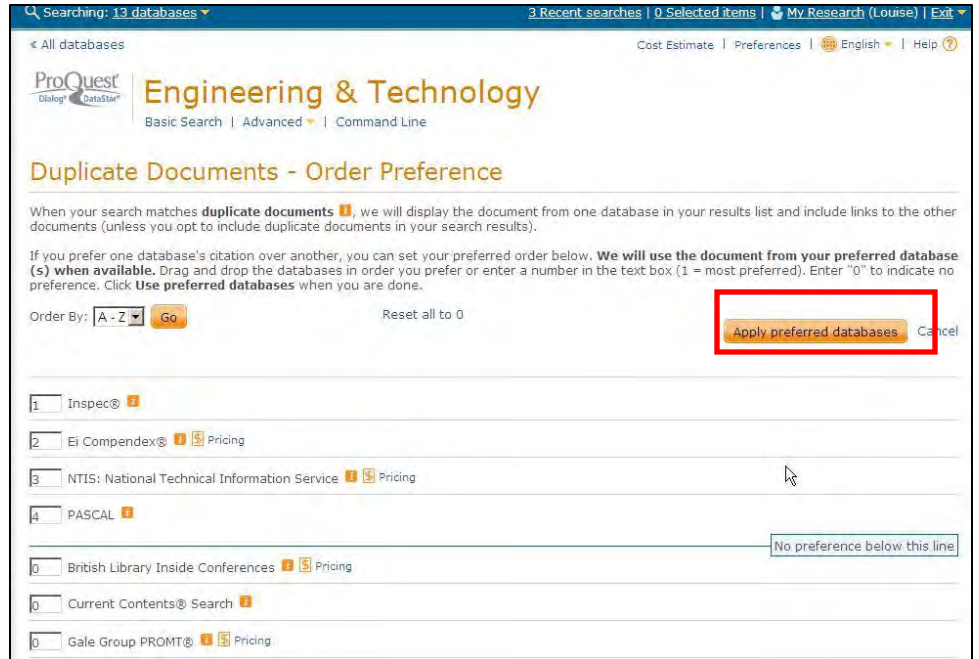 Searching: 13 databases 3 Recent searches | 0 Selected items | My Research (Louise) | Exit
« All databases Cost Estimate | Preferences | English | Help ?
ProQuest
Dialog® DataStar®
Engineering & Technology
Basic Search | Advanced | Command Line
Duplicate Documents - Order Preference
When your search matches duplicate documents i, we will display the document from one database in your results list and include links to the other
documents (unless you opt to include duplicate documents in your search results).
If you prefer one database's citation over another, you can set your preferred order below. We will use the document from your preferred database
(s) when available. Drag and drop the databases in order you prefer or enter a number in the text box (1 = most preferred). Enter "0" to indicate no
preference. Click Use preferred databases when you are done.
Order By: A - Z Go Reset all to 0
Apply preferred databases Cancel
1 Inspec® i
2 Ei Compendex® i $ Pricing
3 NTIS: National Technical Information Service i $ Pricing
4 PASCAL i
No preference below this line
0 British Library Inside Conferences i $ Pricing
0 Current Contents® Search i
0 Gale Group PROMT® i $ Pricing